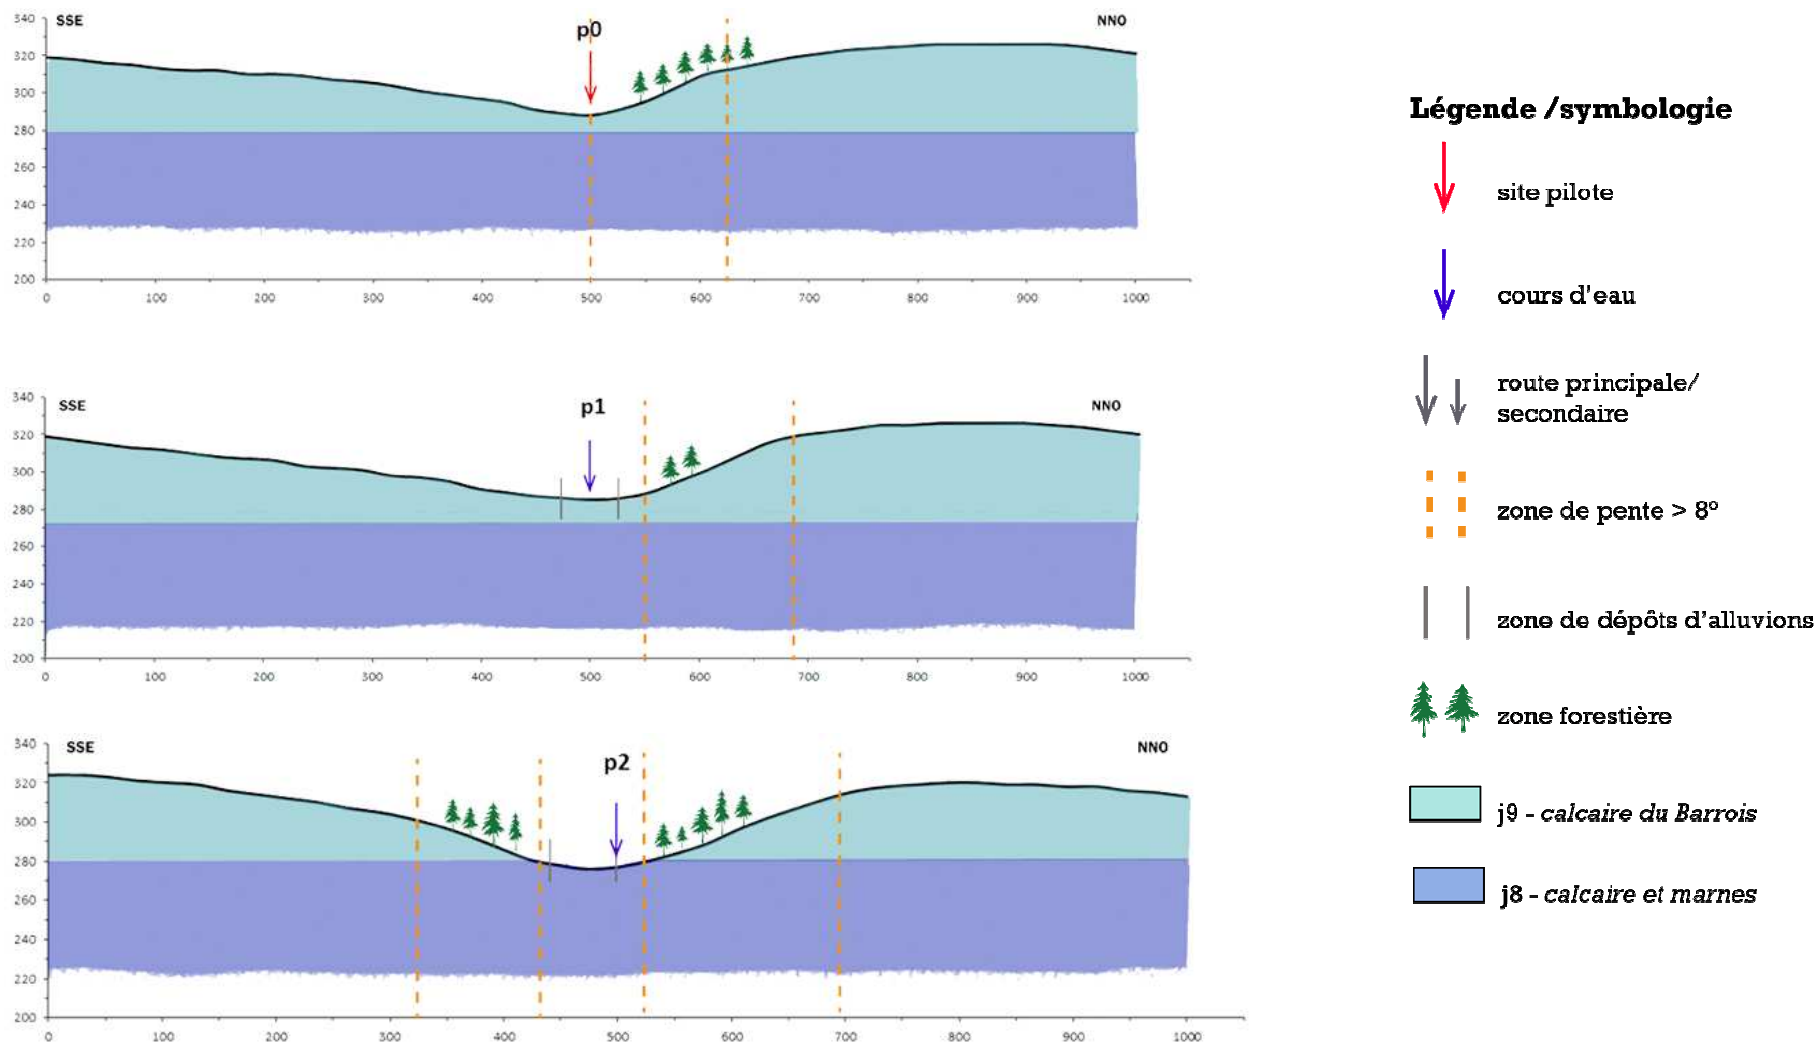 340
SSE
p0
NNO
320
300
280
260
240
220
200
0 100 200 300 400 500 600 700 800 900 1000
340
SSE
p1
NNO
320
300
280
260
240
220
200
0 100 200 300 400 500 600 700 800 900 1000
340
SSE
p2
NNO
320
300
280
260
240
220
200
0 100 200 300 400 500 600 700 800 900 1000
Légende /symbologie
site pilote
cours d'eau
route principale/
secondaire
zone de pente > 8º
zone de dépôts d'alluvions
zone forestière
j9 - calcaire du Barrois
j8 - calcaire et marnes